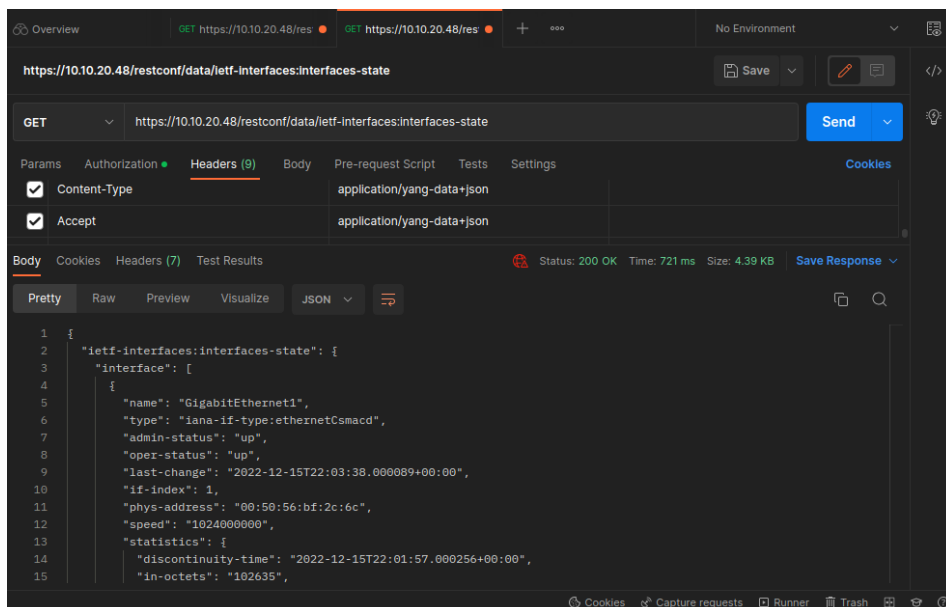 Overview GET https://10.10.20.48/res GET https://10.10.20.48/res No Environment
https://10.10.20.48/restconf/data/ietf-interfaces:interfaces-state Save
GET https://10.10.20.48/restconf/data/ietf-interfaces:interfaces-state Send
Params Authorization Headers (9) Body Pre-request Script Tests Settings Cookies
Content-Type application/yang-data+json
Accept application/yang-data+json
Body Cookies Headers (7) Test Results Status: 200 OK Time: 721 ms Size: 4.39 KB Save Response
Pretty Raw Preview Visualize JSON
1 {
2 "ietf-interfaces:interfaces-state": {
3 "interface": [
4 {
5 "name": "GigabitEthernet1",
6 "type": "iana-if-type:ethernetCsmacd",
7 "admin-status": "up",
8 "oper-status": "up",
9 "last-change": "2022-12-15T22:03:38.000089+00:00",
10 "if-index": 1,
11 "phys-address": "00:50:56:bf:2c:6c",
12 "speed": "1024000000",
13 "statistics": {
14 "discontinuity-time": "2022-12-15T22:01:57.000256+00:00",
15 "in-octets": "102635",
Cookies Capture requests Runner Trash